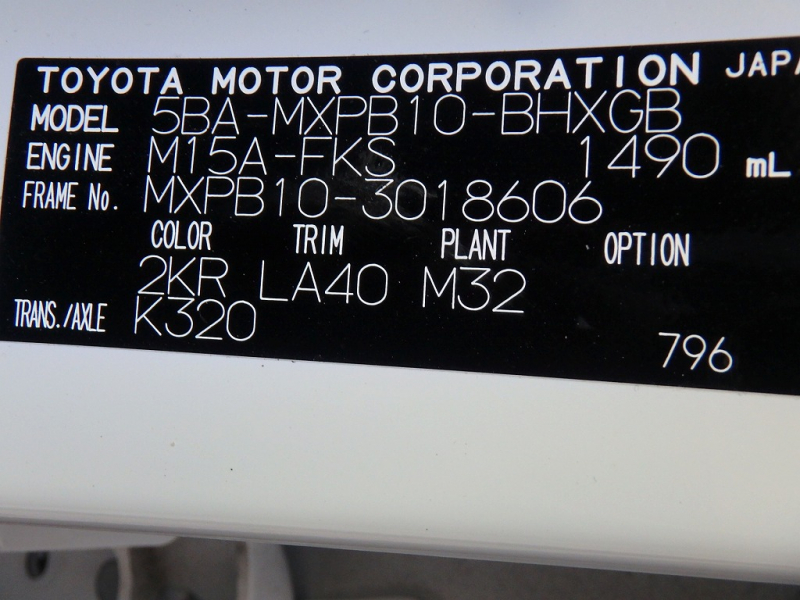 TOYOTA MOTOR CORPORATION JAPA
MODEL 5BA-MXPB10-BHXGB
ENGINE M15A-FKS 1490 mL
FRAME No. MXPB10-3018606
COLOR TRIM PLANT OPTION
2KR LA40 M32
TRANS./AXLE K320
796